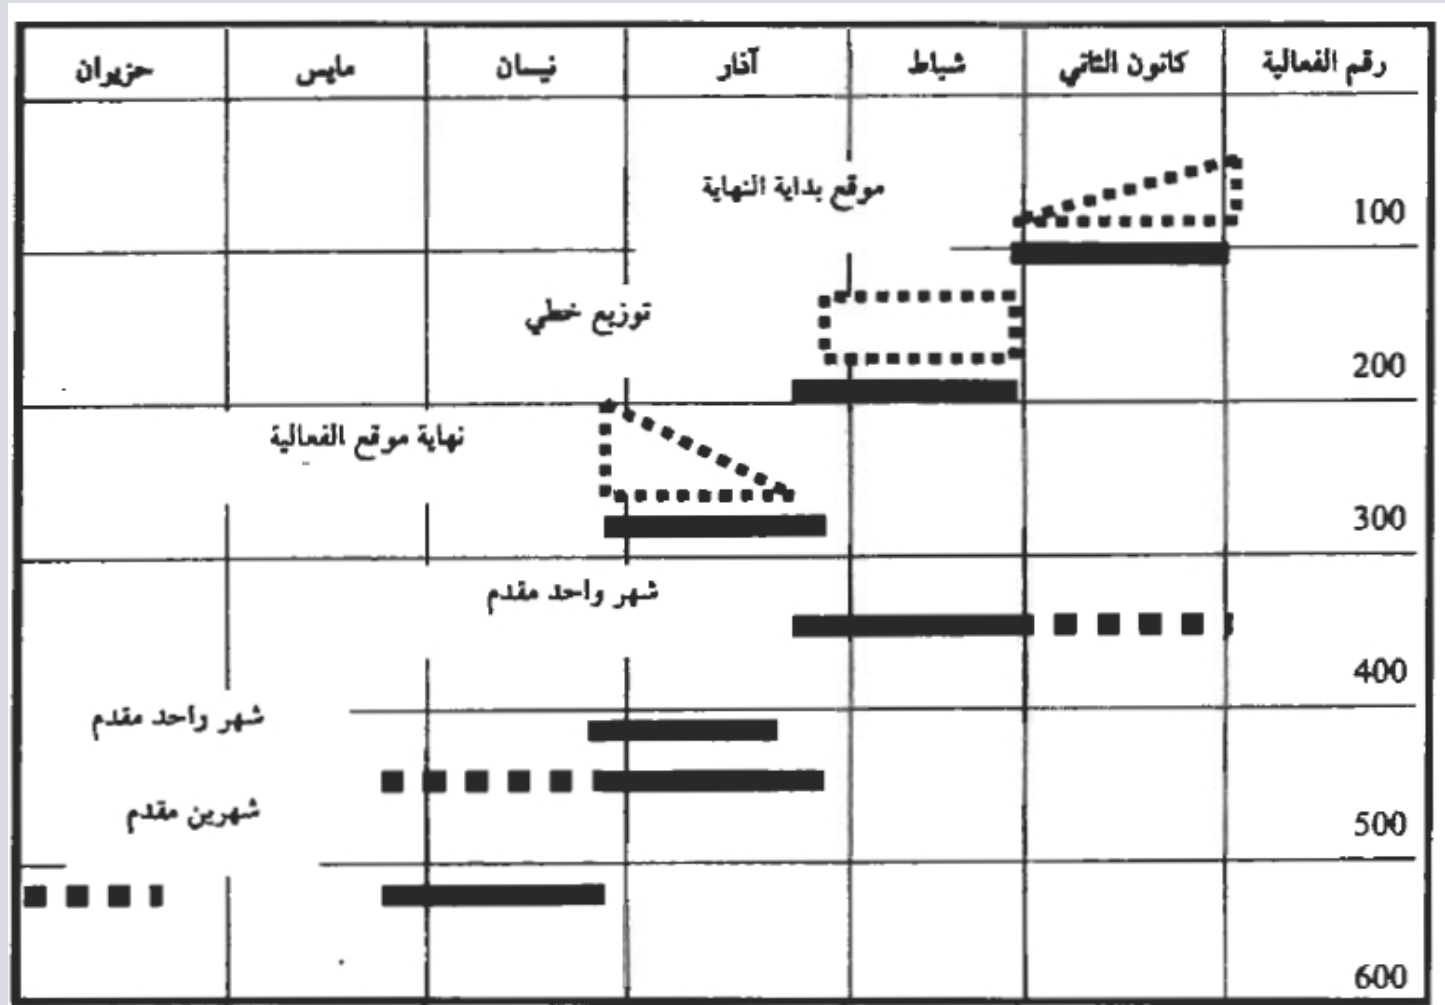 رقم الفعالية كانون الثاني شباط آذار نيسان مايس حزيران
موقع بداية النهاية
100
توزيع خطي
200
نهاية موقع الفعالية
300
شهر واحد مقدم
400
شهر واحد مقدم
شهرين مقدم
500
600